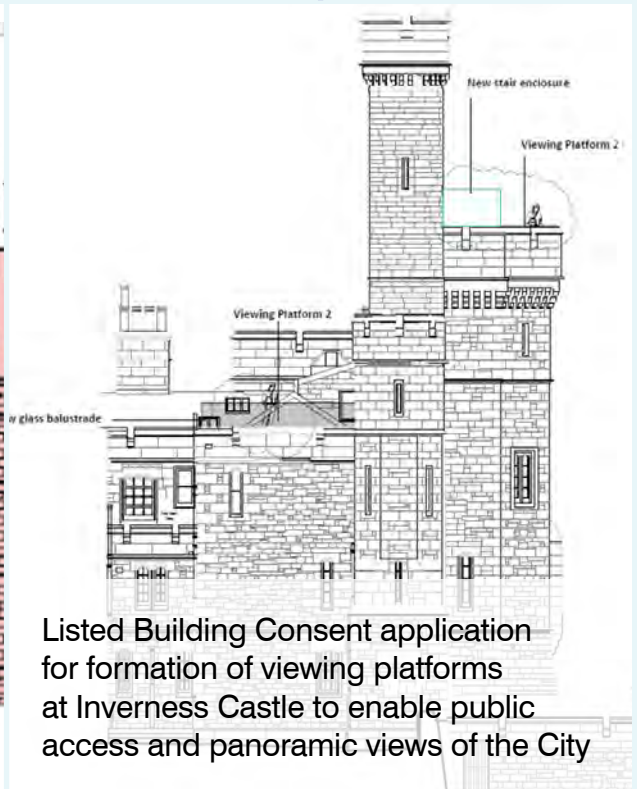 New stair enclosure
Viewing Platform 2
Viewing Platform 2
w glass balustrade
Listed Building Consent application
for formation of viewing platforms
at Inverness Castle to enable public
access and panoramic views of the City